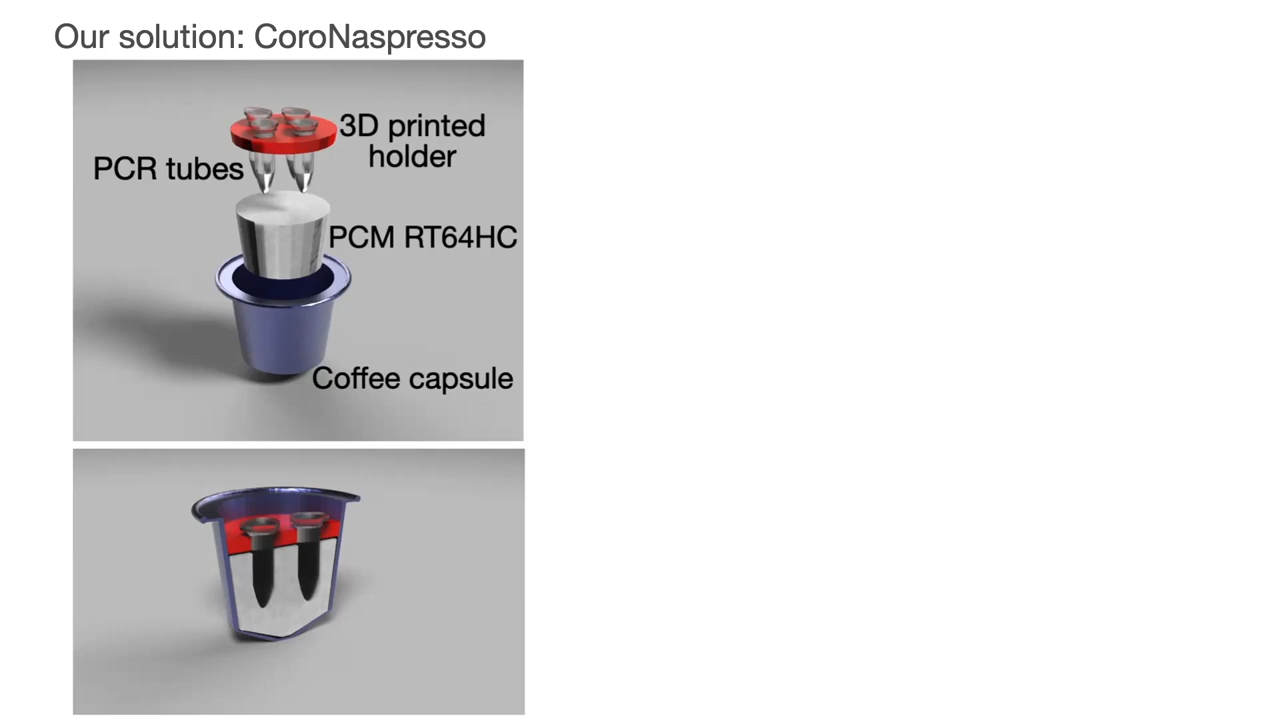 Our solution: CoroNaspresso
3D printed
holder
PCR tubes
PCM RT64HC
Coffee capsule